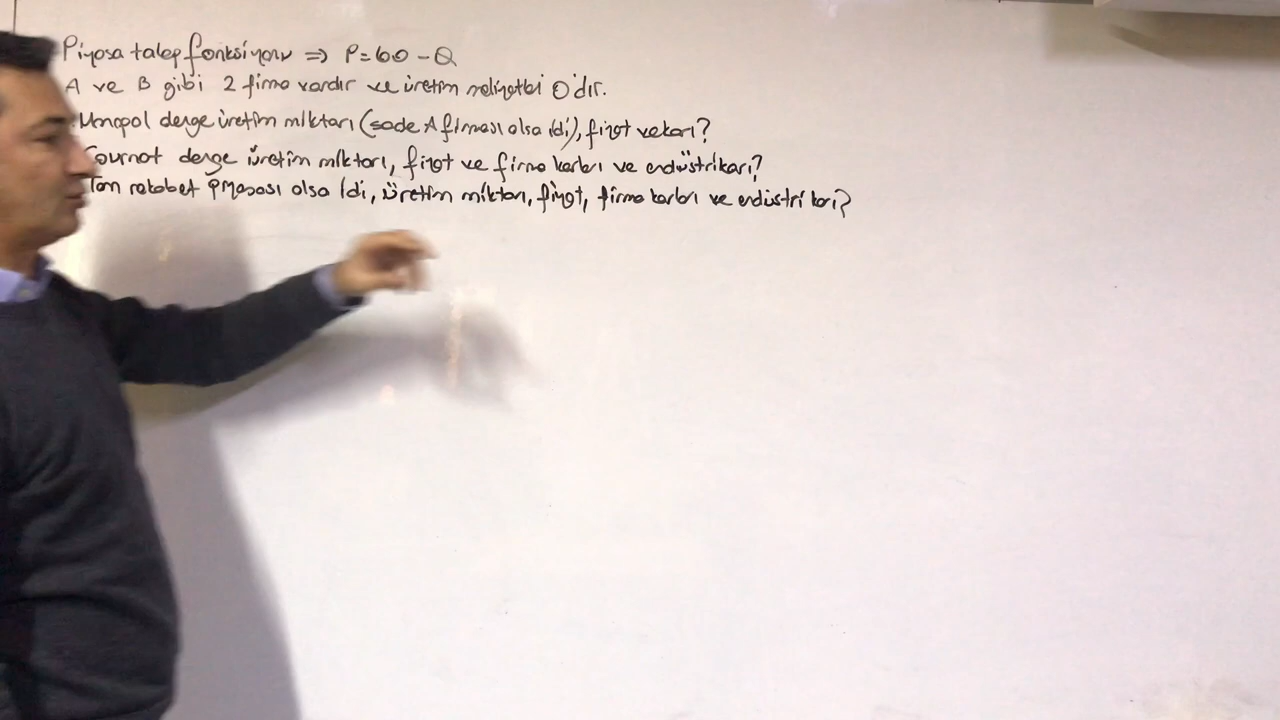 Piyasa talep fonksiyonu ⇒ P=60-Q
A ve B gibi 2 firma vardır ve üretim maliyetleri 0'dır.
Monopol denge üretim miktarı (sade A firması olsa idi), fiyat ve karı?
Cournot denge üretim miktarı, fiyat ve firma karları ve endüstri karı?
Tam rekabet piyasası olsa idi, üretim miktarı, fiyat, firma karları ve endüstri karı?